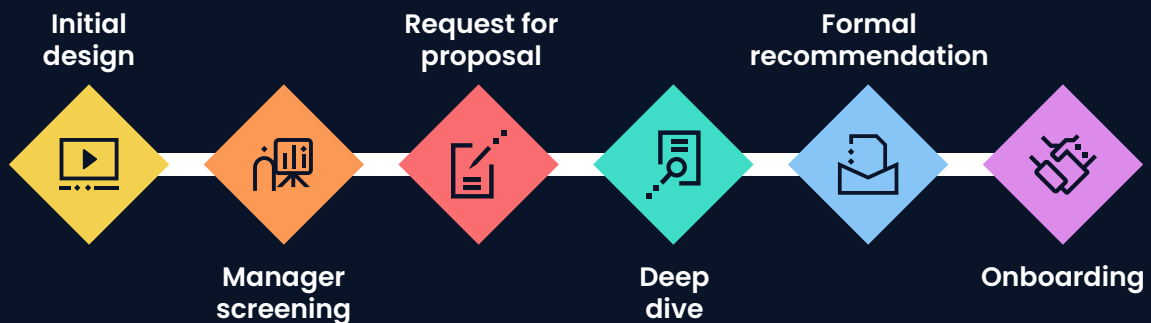 Initial
design
Manager
screening
Request for
proposal
Deep
dive
Formal
recommendation
Onboarding